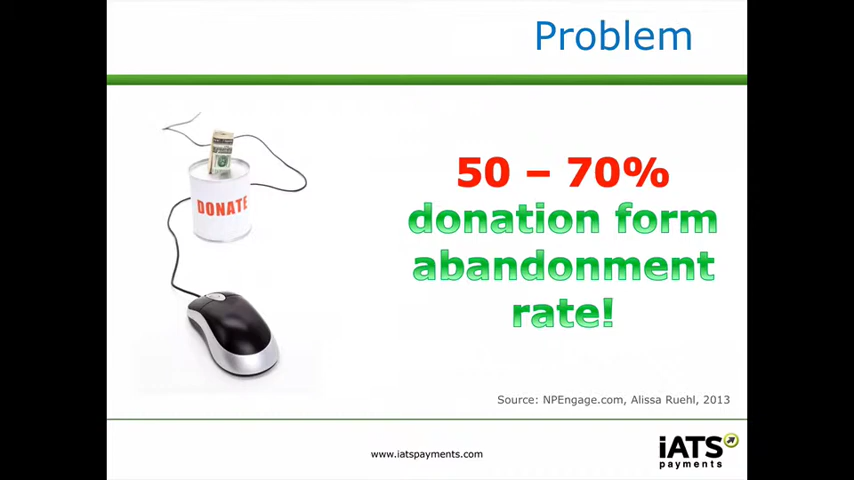 Problem
DONATE
50 – 70%
donation form
abandonment
rate!
Source: NPEngage.com, Alissa Ruehl, 2013
www.iatspayments.com
iATS
payments